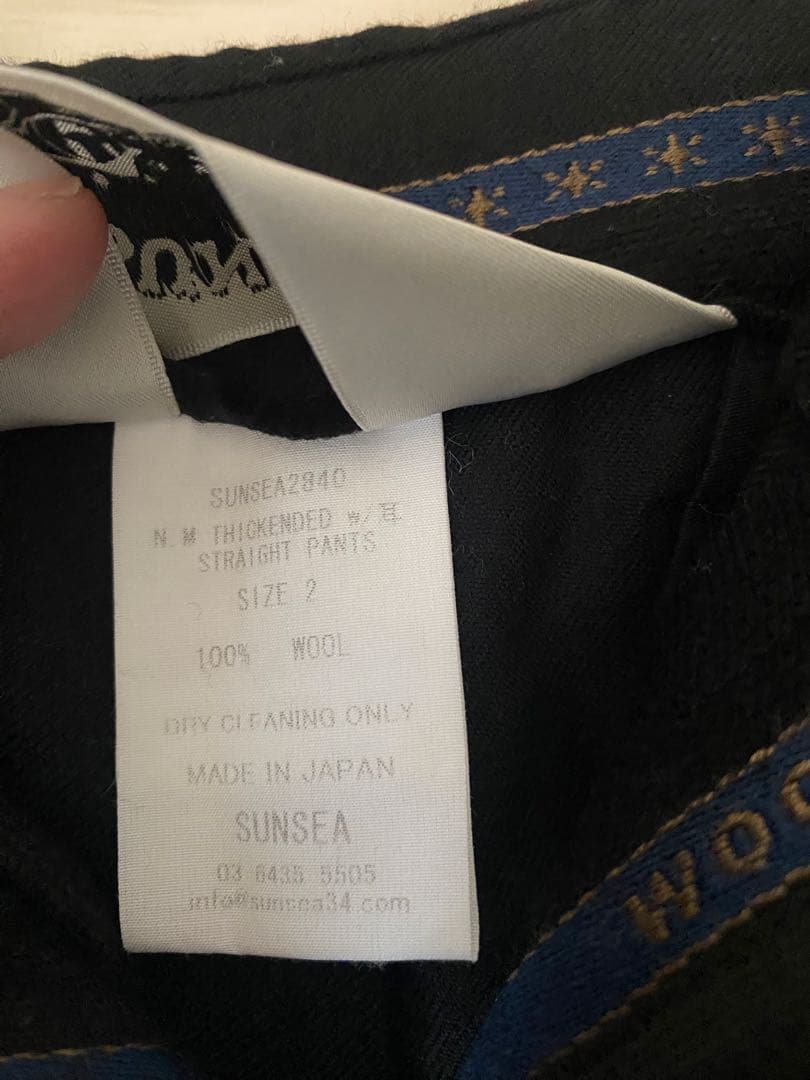 SUNSEA2840
N.M THICKENDED W/耳
STRAIGHT PANTS
SIZE 2
100% WOOL
DRY CLEANING ONLY
MADE IN JAPAN
SUNSEA
03 6435 5505
info@sunsea34.com
WOO